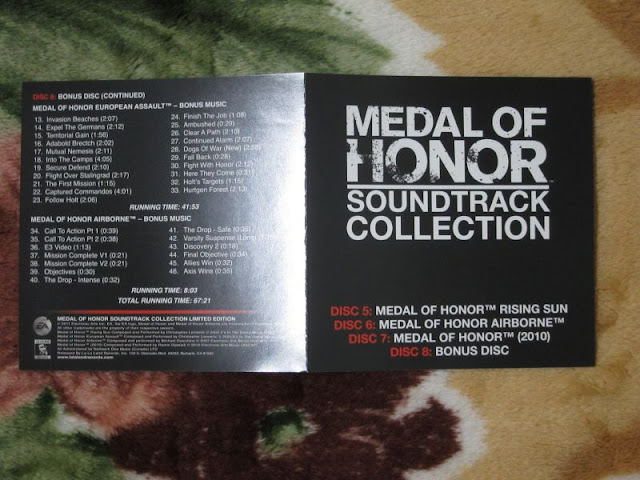 DISC 8: BONUS DISC (CONTINUED)
MEDAL OF HONOR EUROPEAN ASSAULT™ – BONUS MUSIC
13. Invasion Beaches (2:07)
14. Expel The Germans (2:12)
15. Territorial Gain (1:56)
16. Adabold Brectch (2:02)
17. Mutual Nemesis (2:11)
18. Into The Camps (4:05)
19. Secure Defend (2:10)
20. Flight Over Stalingrad (2:17)
21. The First Mission (1:15)
22. Captured Commandos (4:01)
23. Follow Holt (2:06)
24. Finish The Job (1:08)
25. Ambushed (0:29)
26. Clear A Path (2:10)
27. Continued Alarm (2:07)
28. Dogs Of War (New)
29. Fall Back (0:28)
30. Fight With Honor (2:12)
31. Here They Come
32. Holt's Targets (1:15)
33. Hurtgen Forest (2:13)
RUNNING TIME: 41:53
MEDAL OF HONOR AIRBORNE™ – BONUS MUSIC
34. Call To Action Pt 1 (0:39)
35. Call To Action Pt 2 (0:38)
36. E3 Video (1:13)
37. Mission Complete V1 (0:21)
38. Mission Complete V2 (0:21)
39. Objectives (0:30)
40. The Drop - Intense (0:32)
41. The Drop - Safe
42. Varsity Suspense
43. Discovery 2 (0:18)
44. Final Objective (0:34)
45. Allies Win (0:32)
46. Axis Wins (0:35)
RUNNING TIME: 8:03
TOTAL RUNNING TIME: 67:21
EA
MEDAL OF HONOR SOUNDTRACK COLLECTION LIMITED EDITION
www.lalalandrecords.com
MEDAL OF
HONOR
SOUNDTRACK
COLLECTION
DISC 5: MEDAL OF HONOR™ RISING SUN
DISC 6: MEDAL OF HONOR AIRBORNE™
DISC 7: MEDAL OF HONOR™ (2010)
DISC 8: BONUS DISC